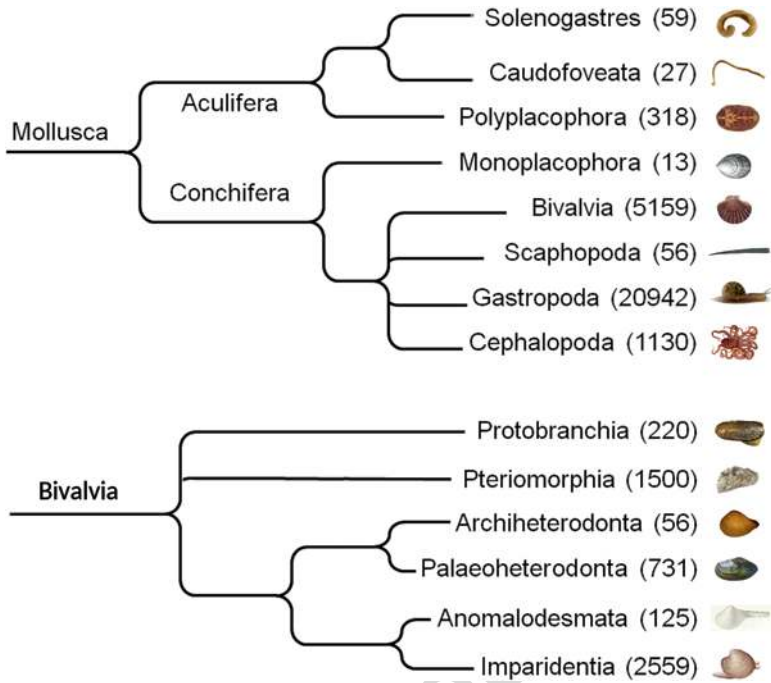 Solenogastres (59)
Caudofoveata (27)
Aculifera
Polyplacophora (318)
Mollusca
Monoplacophora (13)
Conchifera
Bivalvia (5159)
Scaphopoda (56)
Gastropoda (20942)
Cephalopoda (1130)
Protobranchia (220)
Pteriomorphia (1500)
Bivalvia
Archiheterodonta (56)
Palaeoheterodonta (731)
Anomalodesmata (125)
Imparidentia (2559)